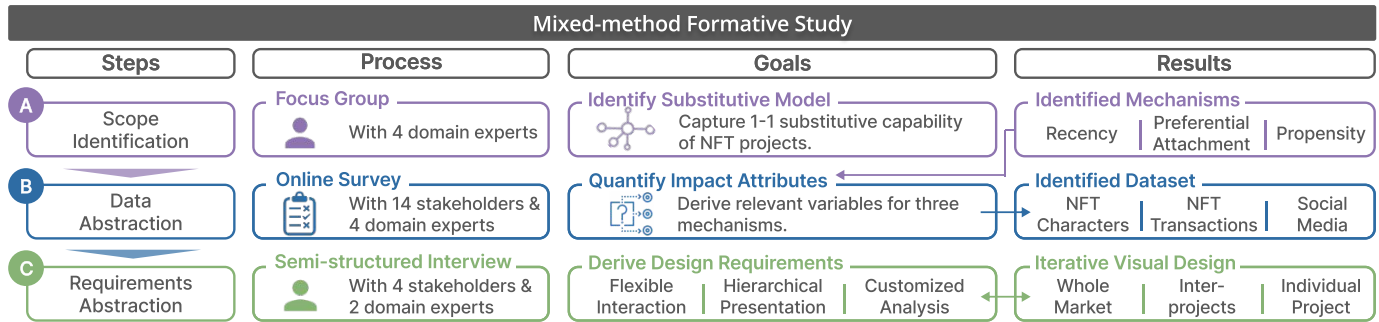 Mixed-method Formative Study
Steps
Process
Goals
Results
A
Scope
Identification
Focus Group
With 4 domain experts
Identify Substitutive Model
Capture 1-1 substitutive capability
of NFT projects.
Identified Mechanisms
Recency
Preferential
Attachment
Propensity
B
Data
Abstraction
Online Survey
With 14 stakeholders &
4 domain experts
Quantify Impact Attributes
Derive relevant variables for three
mechanisms.
Identified Dataset
NFT
Characters
NFT
Transactions
Social
Media
C
Requirements
Abstraction
Semi-structured Interview
With 4 stakeholders &
2 domain experts
Derive Design Requirements
Flexible
Interaction
Hierarchical
Presentation
Customized
Analysis
Iterative Visual Design
Whole
Market
Inter-
projects
Individual
Project